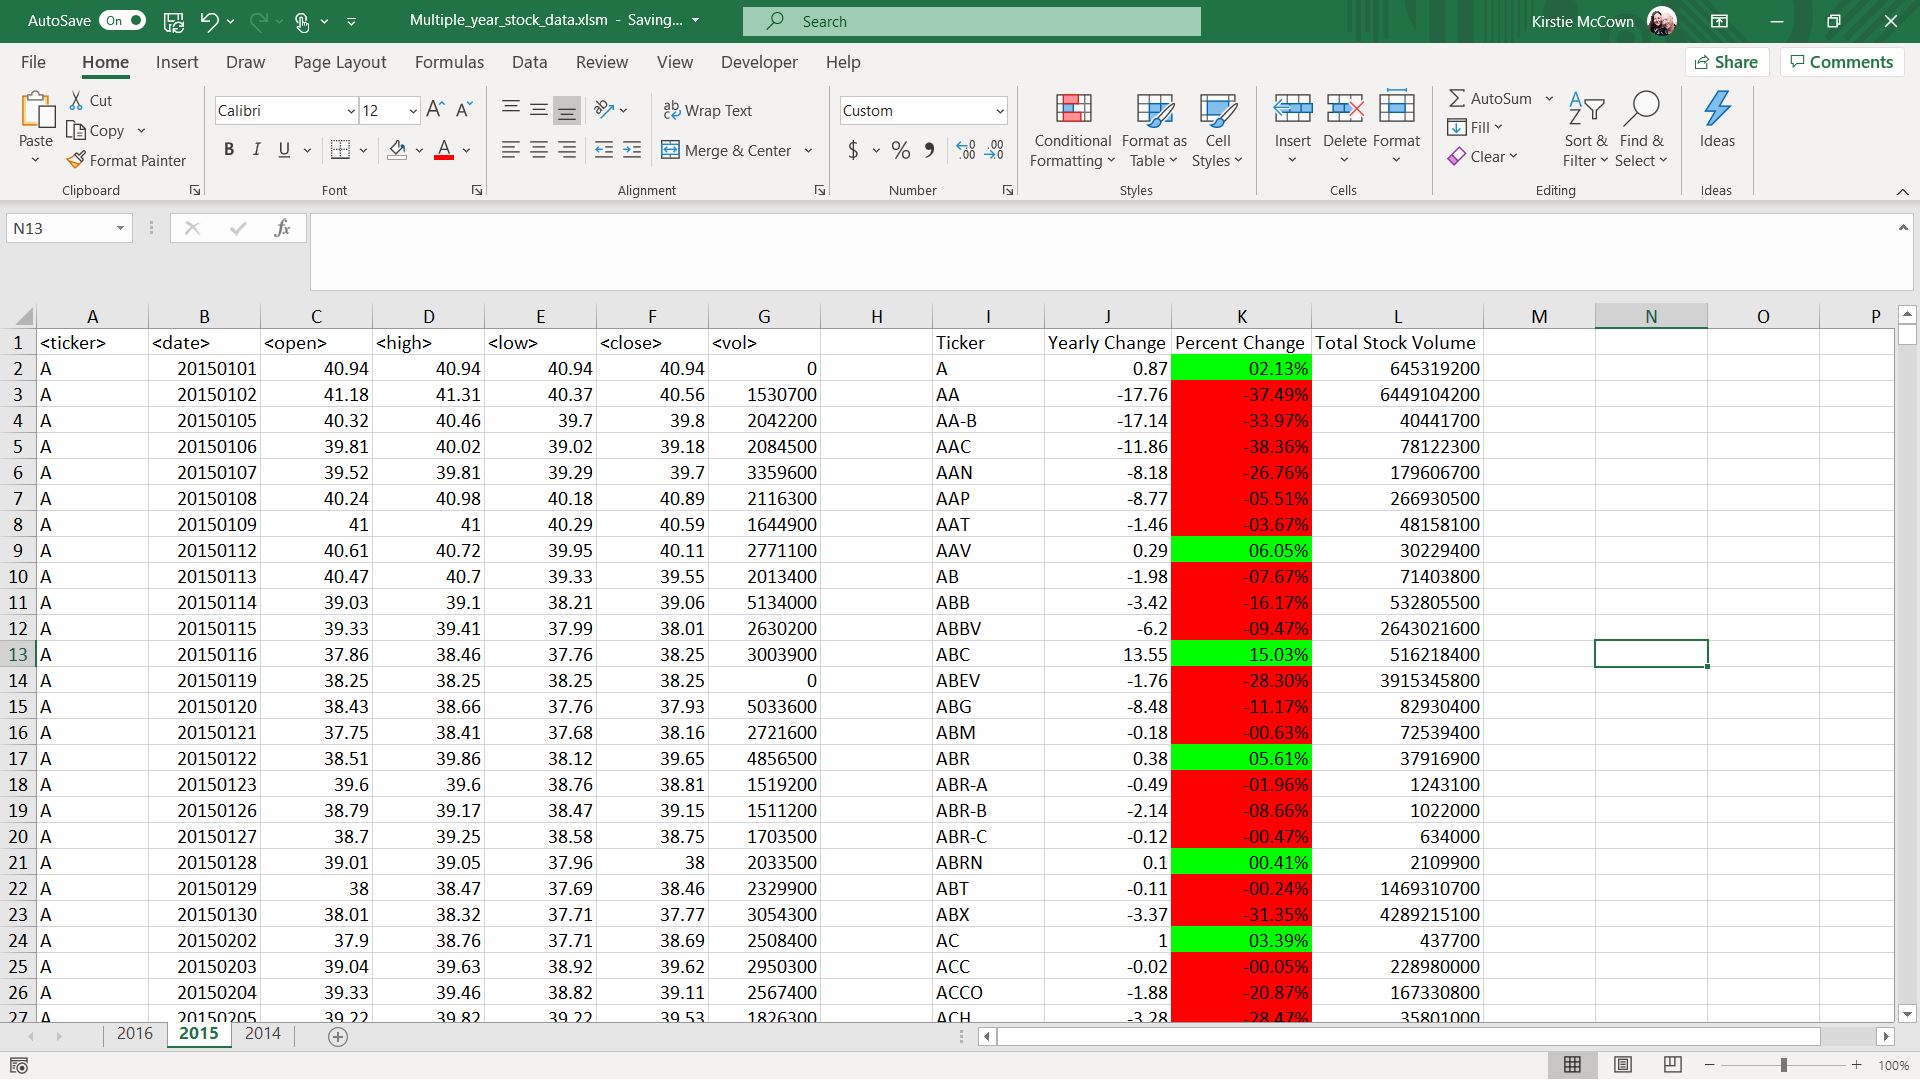 AutoSave On Multiple_year_stock_data.xlsm - Saving... Search Kirstie McCown
File Home Insert Draw Page Layout Formulas Data Review View Developer Help Share Comments
Paste Cut Copy Format Painter
Calibri 12 B I U A
Wrap Text Merge & Center
Custom $ % 9 .00 .00
Conditional Formatting Format as Table Cell Styles
Insert Delete Format
AutoSum Fill Clear Sort & Filter Find & Select
Ideas
Clipboard Font Alignment Number Styles Cells Editing Ideas
N13 fx
A B C D E F G H I J K L M N O P
1 <ticker> <date> <open> <high> <low> <close> <vol> Ticker Yearly Change Percent Change Total Stock Volume
2 A 20150101 40.94 40.94 40.94 40.94 0 A 0.87 02.13% 645319200
3 A 20150102 41.18 41.31 40.37 40.56 1530700 AA -17.76 -37.49% 6449104200
4 A 20150105 40.32 40.46 39.7 39.8 2042200 AA-B -17.14 -33.97% 40441700
5 A 20150106 39.81 40.02 39.02 39.18 2084500 AAC -11.86 -38.36% 78122300
6 A 20150107 39.52 39.81 39.29 39.7 3359600 AAN -8.18 -26.76% 179606700
7 A 20150108 40.24 40.98 40.18 40.89 2116300 AAP -8.77 -05.51% 266930500
8 A 20150109 41 41 40.29 40.59 1644900 AAT -1.46 -03.67% 48158100
9 A 20150112 40.61 40.72 39.95 40.11 2771100 AAV 0.29 06.05% 30229400
10 A 20150113 40.47 40.7 39.33 39.55 2013400 AB -1.98 -07.67% 71403800
11 A 20150114 39.03 39.1 38.21 39.06 5134000 ABB -3.42 -16.17% 532805500
12 A 20150115 39.33 39.41 37.99 38.01 2630200 ABBV -6.2 -09.47% 2643021600
13 A 20150116 37.86 38.46 37.76 38.25 3003900 ABC 13.55 15.03% 516218400
14 A 20150119 38.25 38.25 38.25 38.25 0 ABEV -1.76 -28.30% 3915345800
15 A 20150120 38.43 38.66 37.76 37.93 5033600 ABG -8.48 -11.17% 82930400
16 A 20150121 37.75 38.41 37.68 38.16 2721600 ABM -0.18 -00.63% 72539400
17 A 20150122 38.51 39.86 38.12 39.65 4856500 ABR 0.38 05.61% 37916900
18 A 20150123 39.6 39.6 38.76 38.81 1519200 ABR-A -0.49 -01.96% 1243100
19 A 20150126 38.79 39.17 38.47 39.15 1511200 ABR-B -2.14 -08.66% 1022000
20 A 20150127 38.7 39.25 38.58 38.75 1703500 ABR-C -0.12 -00.47% 634000
21 A 20150128 39.01 39.05 37.96 38 2033500 ABRN 0.1 00.41% 2109900
22 A 20150129 38 38.47 37.69 38.46 2329900 ABT -0.11 -00.24% 1469310700
23 A 20150130 38.01 38.32 37.71 37.77 3054300 ABX -3.37 -31.35% 4289215100
24 A 20150202 37.9 38.76 37.71 38.69 2508400 AC 1 03.39% 437700
25 A 20150203 39.04 39.63 38.92 39.62 2950300 ACC -0.02 -00.05% 228980000
26 A 20150204 39.33 39.46 38.82 39.11 2567400 ACCO -1.88 -20.87% 167330800
27 A 20150205 39.22 39.82 39.22 39.53 1826300 ACH -3.28 -28.47% 35801000
2016 2015 2014
100%